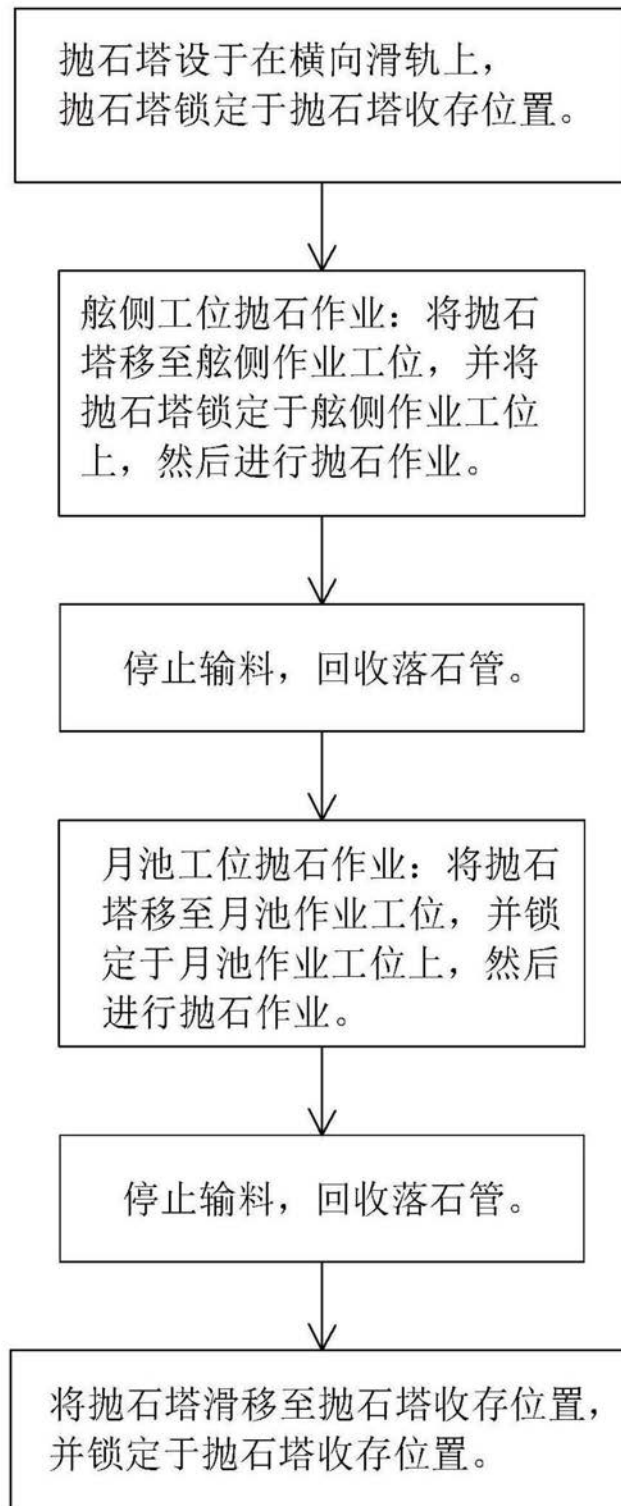 抛石塔设于在横向滑轨上，
抛石塔锁定于抛石塔收存位置。
舷侧工位抛石作业：将抛石
塔移至舷侧作业工位，并将
抛石塔锁定于舷侧作业工位
上，然后进行抛石作业。
停止输料，回收落石管。
月池工位抛石作业：将抛石
塔移至月池作业工位，并锁
定于月池作业工位上，然后
进行抛石作业。
停止输料，回收落石管。
将抛石塔滑移至抛石塔收存位置，
并锁定于抛石塔收存位置。